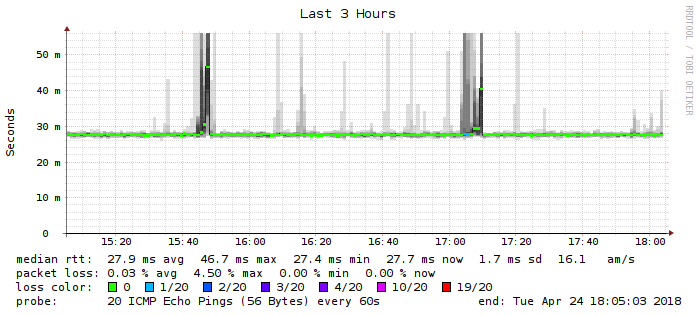 Last 3 Hours
RRDTOOL / TOBI OETIKER
Seconds
50 m
40 m
30 m
20 m
10 m
0
15:20 15:40 16:00 16:20 16:40 17:00 17:20 17:40 18:00
median rtt: 27.9 ms avg 46.7 ms max 27.4 ms min 27.7 ms now 1.7 ms sd 16.1 am/s
packet loss: 0.03 % avg 4.50 % max 0.00 % min 0.00 % now
loss color: 0 1/20 2/20 3/20 4/20 10/20 19/20
probe: 20 ICMP Echo Pings (56 Bytes) every 60s end: Tue Apr 24 18:05:03 2018